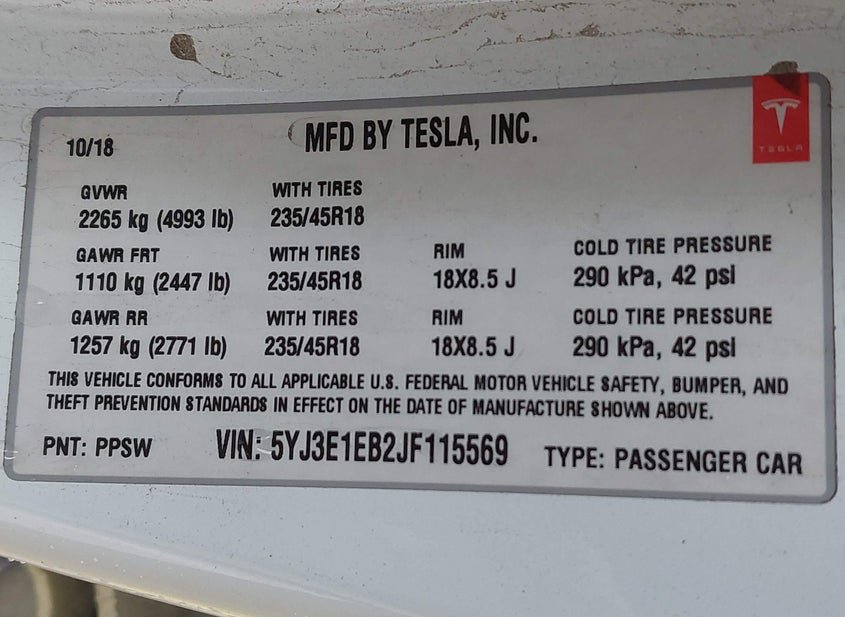 10/18 MFD BY TESLA, INC.
TESLA
GVWR WITH TIRES
2265 kg (4993 lb) 235/45R18
GAWR FRT WITH TIRES RIM COLD TIRE PRESSURE
1110 kg (2447 lb) 235/45R18 18X8.5 J 290 kPa, 42 psi
GAWR RR WITH TIRES RIM COLD TIRE PRESSURE
1257 kg (2771 lb) 235/45R18 18X8.5 J 290 kPa, 42 psi
THIS VEHICLE CONFORMS TO ALL APPLICABLE U.S. FEDERAL MOTOR VEHICLE SAFETY, BUMPER, AND
THEFT PREVENTION STANDARDS IN EFFECT ON THE DATE OF MANUFACTURE SHOWN ABOVE.
PNT: PPSW VIN: 5YJ3E1EB2JF115569 TYPE: PASSENGER CAR